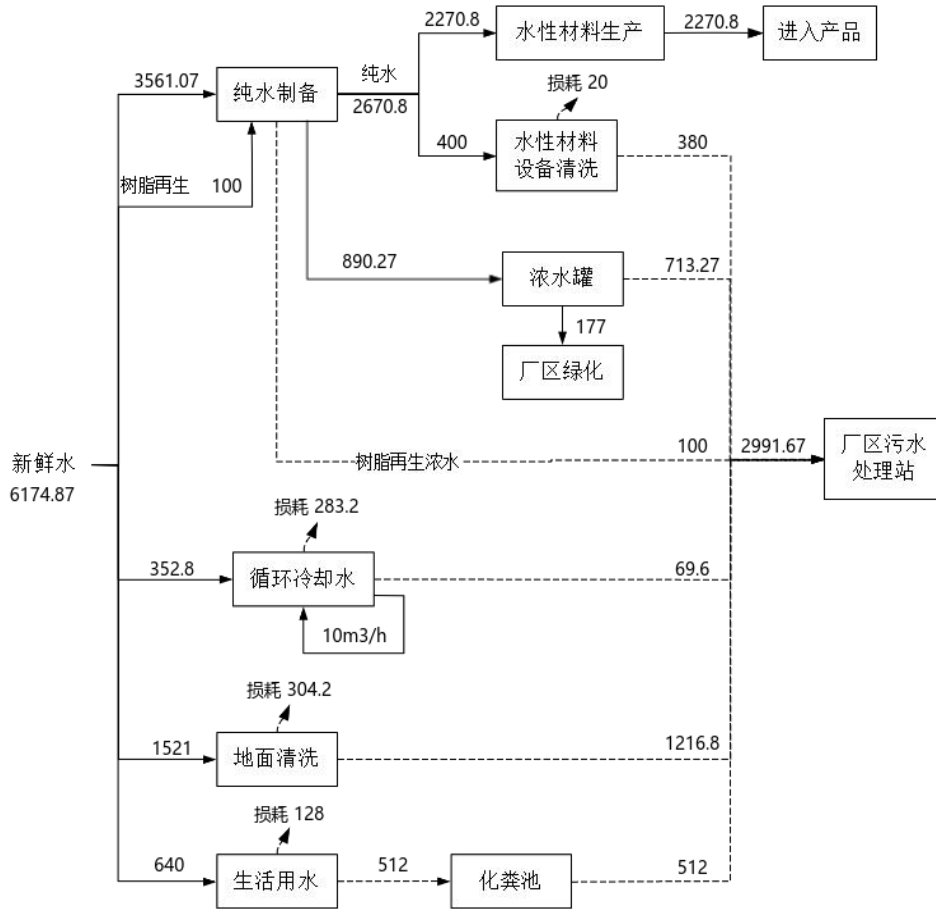 2270.8
水性材料生产
2270.8
进入产品
3561.07
纯水制备
纯水
2670.8
损耗 20
400
水性材料
设备清洗
380
树脂再生
100
890.27
浓水罐
713.27
177
厂区绿化
新鲜水
6174.87
树脂再生浓水
100
2991.67
厂区污水
处理站
损耗 283.2
352.8
循环冷却水
69.6
10m3/h
损耗 304.2
1521
地面清洗
1216.8
损耗 128
640
生活用水
512
化粪池
512